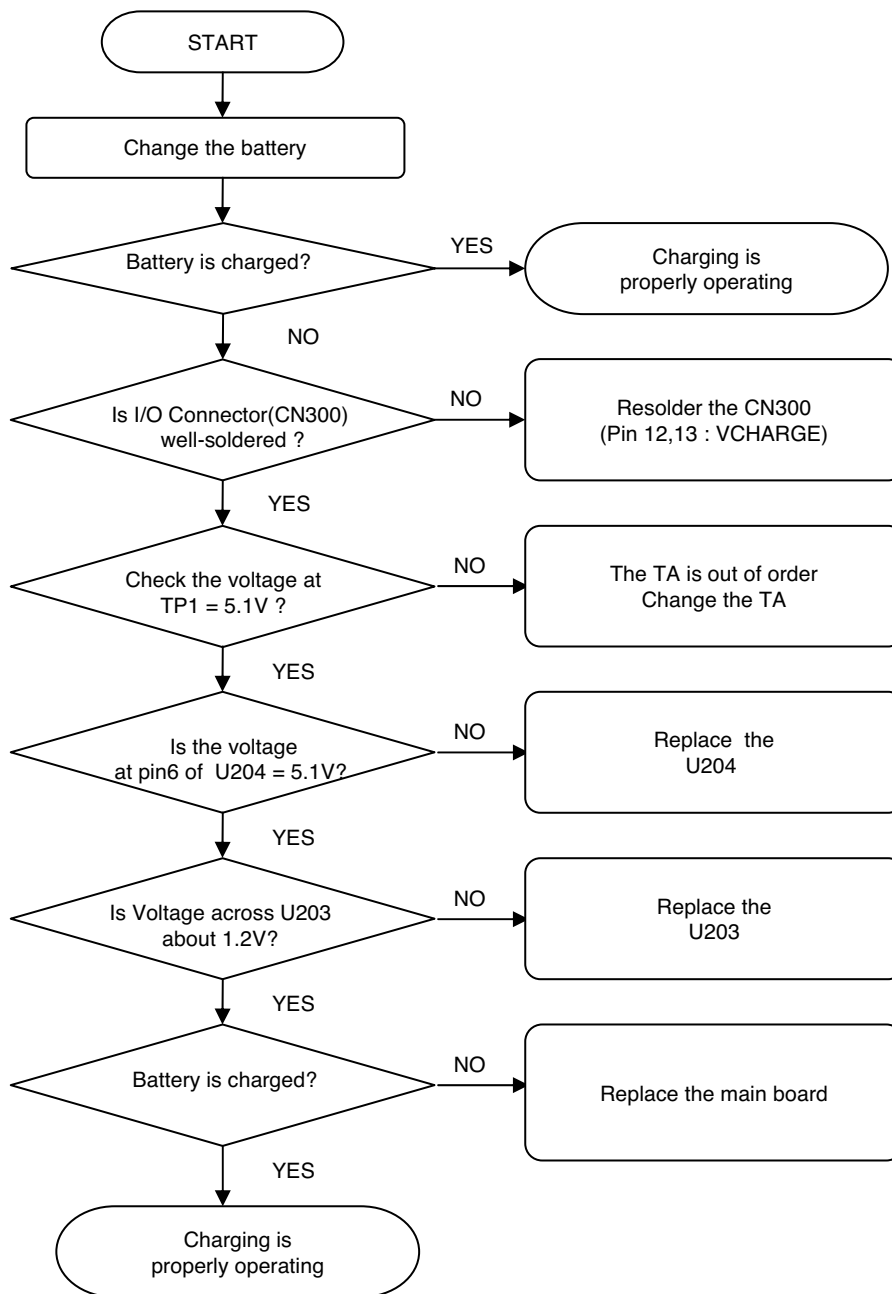 START
Change the battery
Battery is charged?
YES
Charging is
properly operating
NO
Is I/O Connector(CN300)
well-soldered ?
NO
Resolder the CN300
(Pin 12,13 : VCHARGE)
YES
Check the voltage at
TP1 = 5.1V ?
NO
The TA is out of order
Change the TA
YES
Is the voltage
at pin6 of U204 = 5.1V?
NO
Replace the
U204
YES
Is Voltage across U203
about 1.2V?
NO
Replace the
U203
YES
Battery is charged?
NO
Replace the main board
YES
Charging is
properly operating